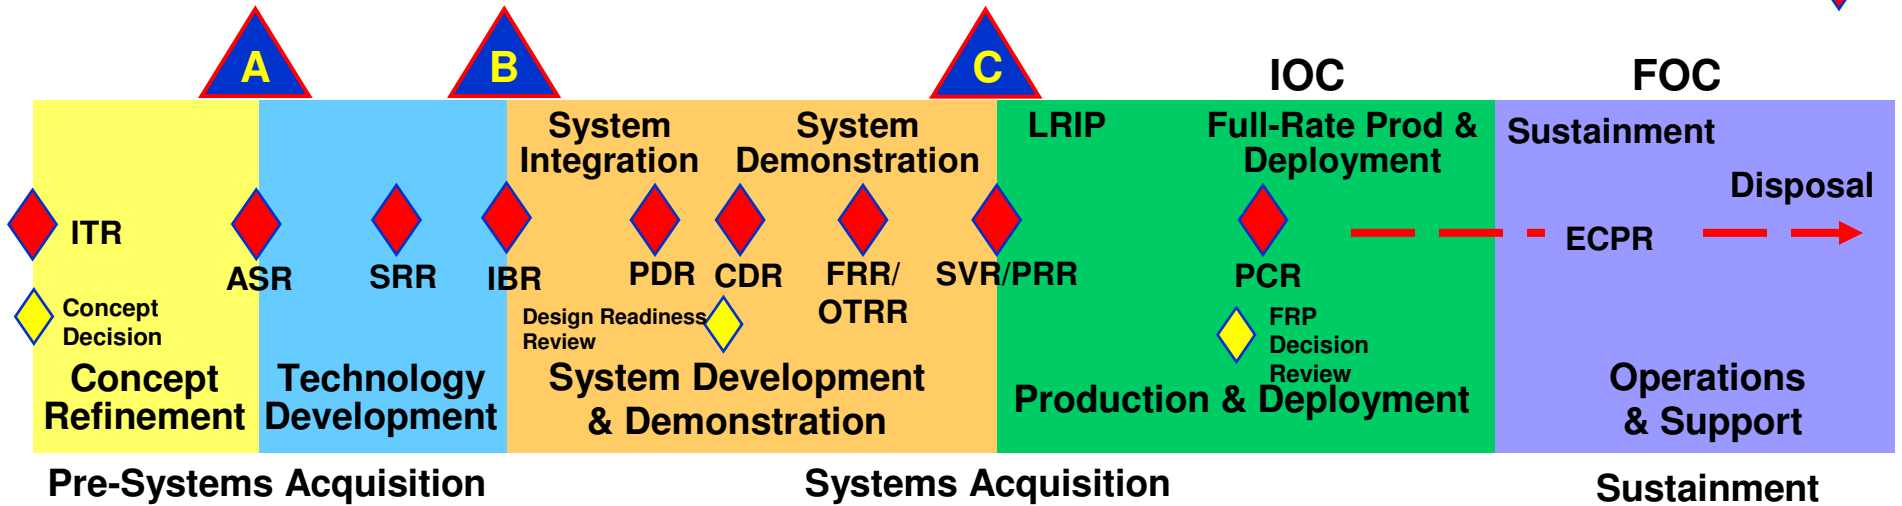 A
B
C
IOC
FOC
System
Integration
System
Demonstration
LRIP
Full-Rate Prod &
Deployment
Sustainment
Disposal
ITR
ASR
SRR
IBR
PDR
CDR
FRR/
OTRR
SVR/PRR
PCR
ECPR
Concept
Decision
Design Readiness
Review
FRP
Decision
Review
Concept
Refinement
Technology
Development
System Development
& Demonstration
Production & Deployment
Operations
& Support
Pre-Systems Acquisition
Systems Acquisition
Sustainment